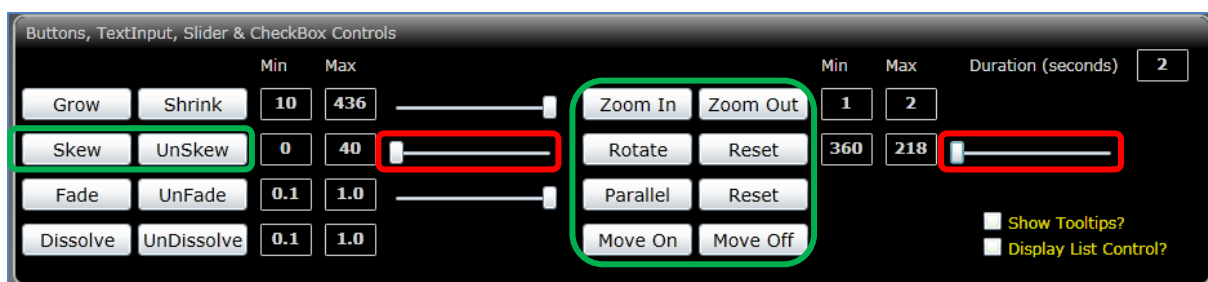 Buttons, TextInput, Slider & CheckBox Controls
Min Max Min Max Duration (seconds) 2
Grow Shrink 10 436 Zoom In Zoom Out 1 2
Skew UnSkew 0 40 Rotate Reset 360 218
Fade UnFade 0.1 1.0 Parallel Reset
Show Tooltips?
Dissolve UnDissolve 0.1 1.0 Move On Move Off
Display List Control?